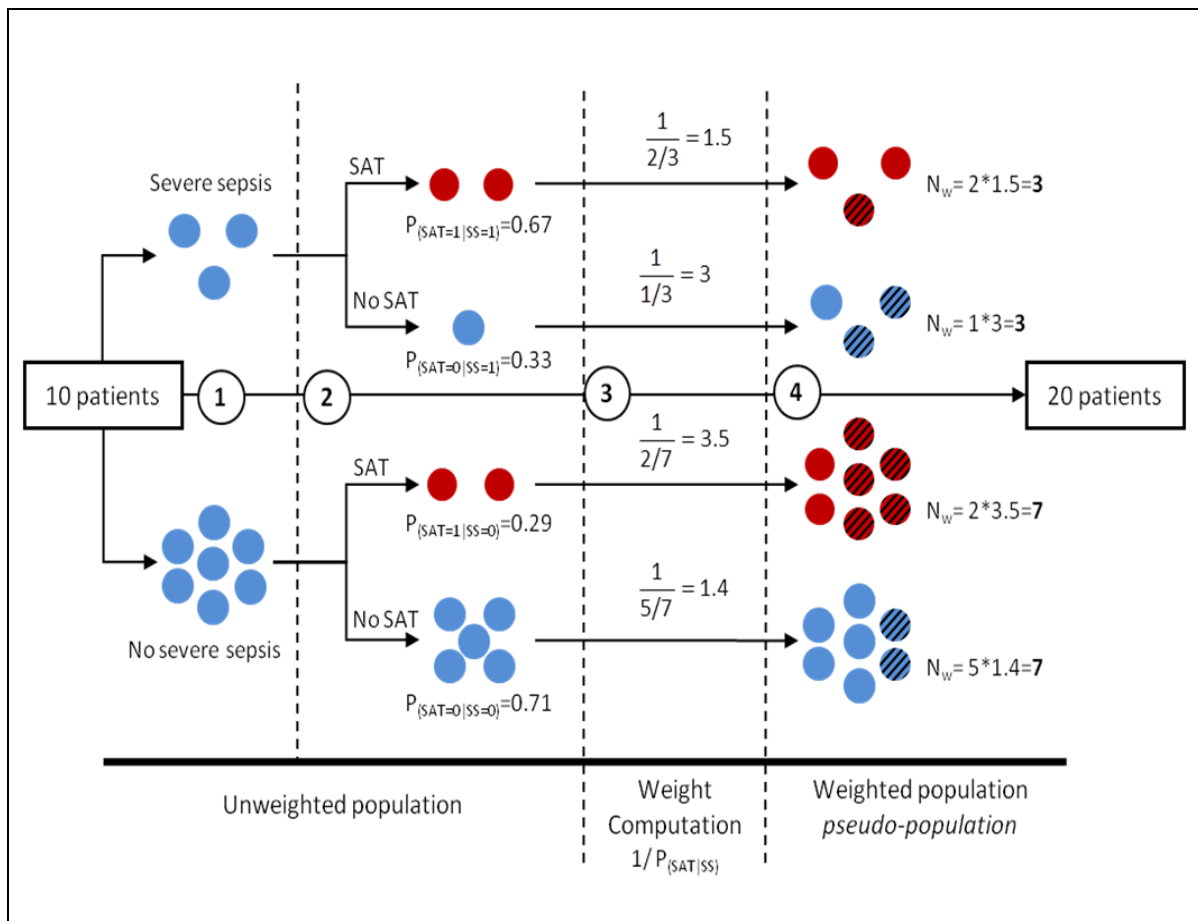 Severe sepsis
SAT
P(SAT=1|SS=1)=0.67
1
2/3
= 1.5
Nw= 2*1.5=3
No SAT
P(SAT=0|SS=1)=0.33
1
1/3
= 3
Nw= 1*3=3
10 patients
1
2
3
4
20 patients
SAT
P(SAT=1|SS=0)=0.29
1
2/7
= 3.5
Nw= 2*3.5=7
No severe sepsis
No SAT
P(SAT=0|SS=0)=0.71
1
5/7
= 1.4
Nw= 5*1.4=7
Unweighted population
Weight
Computation
1/ P(SAT|SS)
Weighted population
pseudo-population